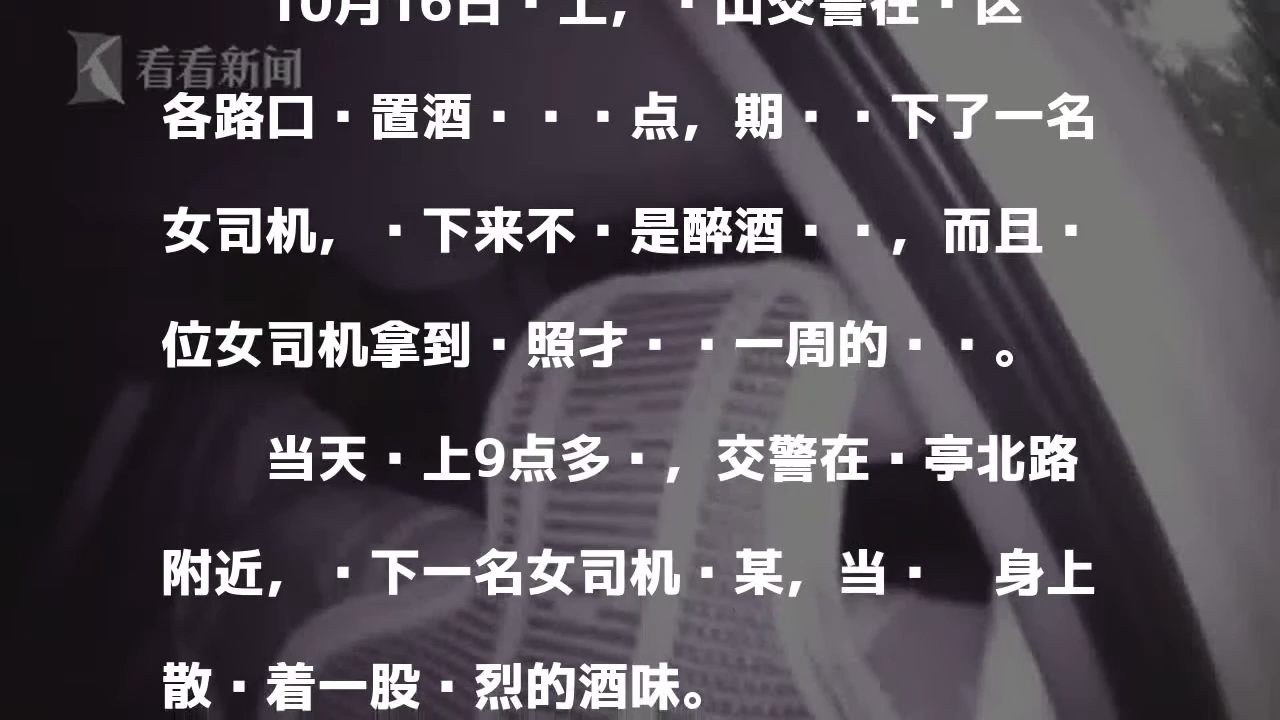 10月16日·上，·山交警在·区
看看新闻
各路口·置酒···点，期··下了一名
女司机，·下来不·是醉酒··，而且·
位女司机拿到·照才··一周的··。
当天·上9点多·，交警在·亭北路
附近，·下一名女司机·某，当·　身上
散·着一股·烈的酒味。